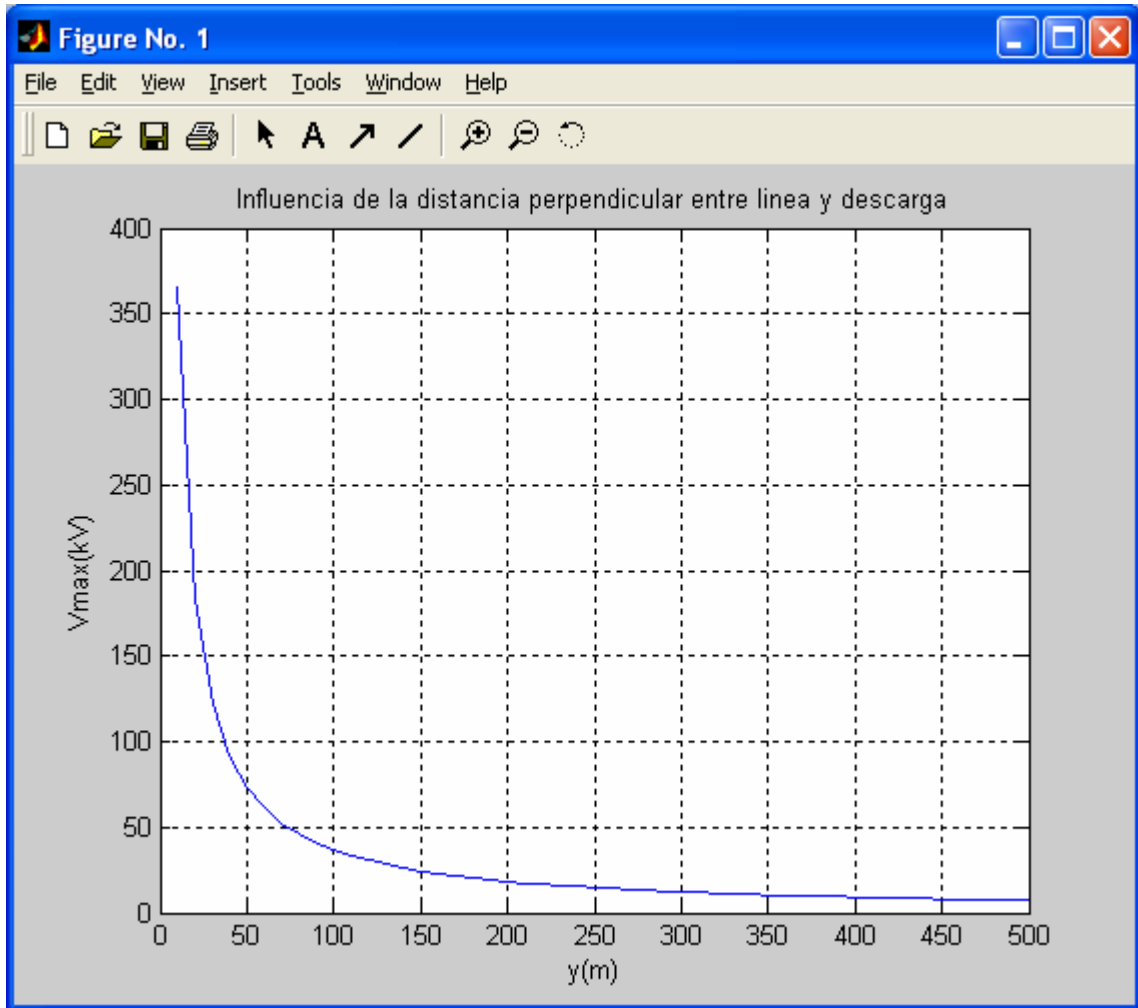 Figure No. 1
File Edit View Insert Tools Window Help
A
Influencia de la distancia perpendicular entre linea y descarga
400
350
300
250
200
150
100
50
0
Vmax(kV)
0 50 100 150 200 250 300 350 400 450 500
y(m)